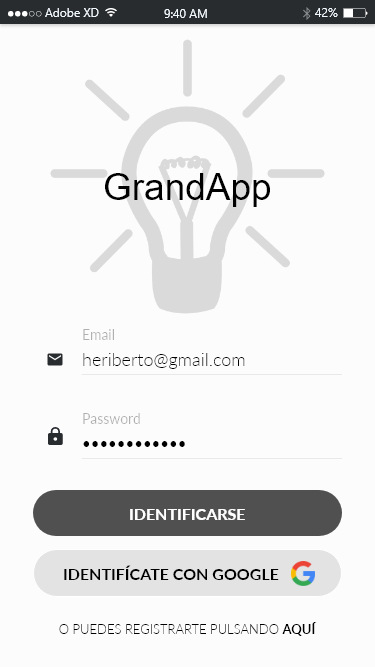 Adobe XD 9:40 AM 42%
GrandApp
Email
heriberto@gmail.com
Password
••••••••••••
IDENTIFICARSE
IDENTIFÍCATE CON GOOGLE
O PUEDES REGISTRARTE PULSANDO AQUÍ